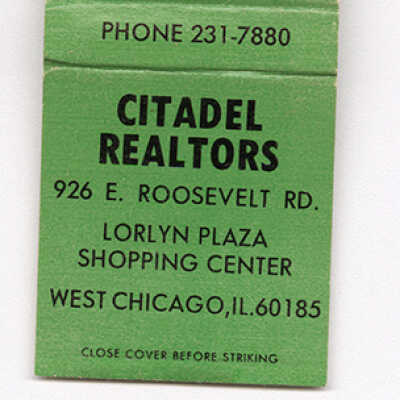 PHONE 231-7880
CITADEL
REALTORS
926 E. ROOSEVELT RD.
LORLYN PLAZA
SHOPPING CENTER
WEST CHICAGO,IL.60185
CLOSE COVER BEFORE STRIKING